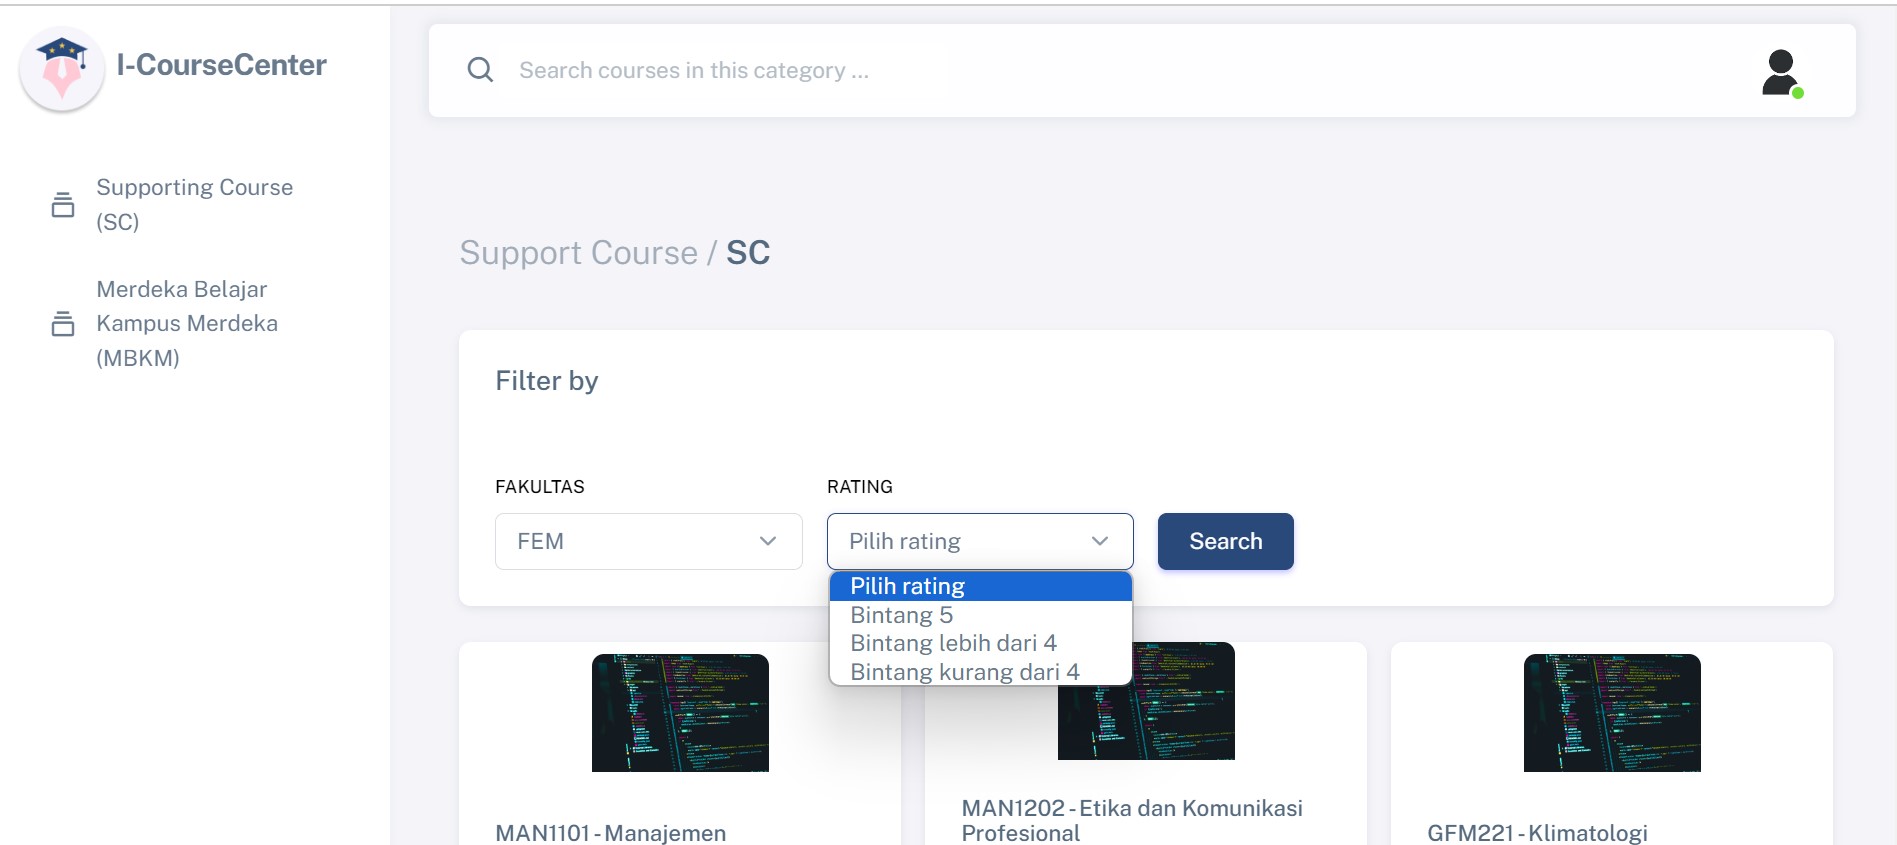 I-CourseCenter
Search courses in this category ...
Supporting Course
(SC)
Merdeka Belajar
Kampus Merdeka
(MBKM)
Support Course / SC
Filter by
FAKULTAS
RATING
FEM
Pilih rating
Search
Pilih rating
Bintang 5
Bintang lebih dari 4
Bintang kurang dari 4
MAN1101 - Manajemen
MAN1202 - Etika dan Komunikasi
Profesional
GFM221 - Klimatologi